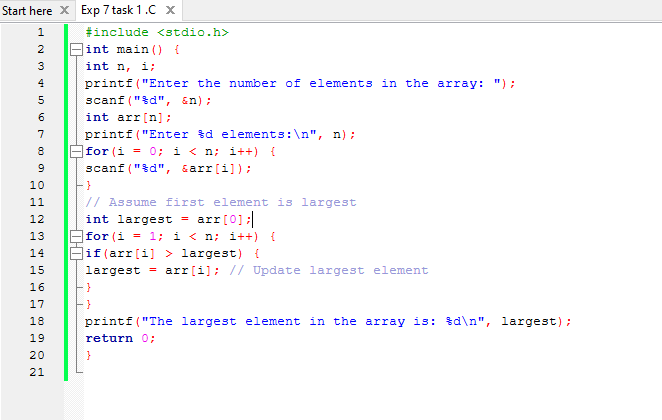 Start here X Exp 7 task 1 .C X
1 #include <stdio.h>
2 int main() {
3 int n, i;
4 printf("Enter the number of elements in the array: ");
5 scanf("%d", &n);
6 int arr[n];
7 printf("Enter %d elements:\n", n);
8 for(i = 0; i < n; i++) {
9 scanf("%d", &arr[i]);
10 }
11 // Assume first element is largest
12 int largest = arr[0];
13 for(i = 1; i < n; i++) {
14 if(arr[i] > largest) {
15 largest = arr[i]; // Update largest element
16 }
17 }
18 printf("The largest element in the array is: %d\n", largest);
19 return 0;
20 }
21